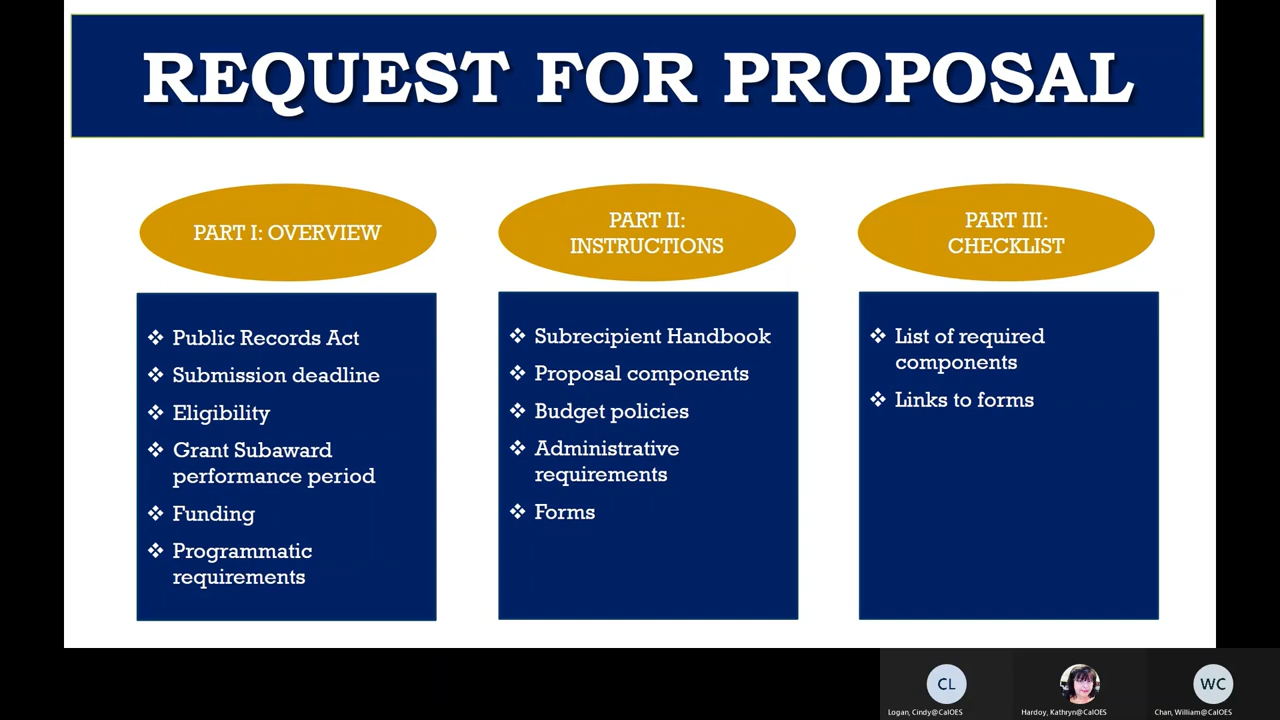 REQUEST FOR PROPOSAL
PART I: OVERVIEW
❖ Public Records Act
❖ Submission deadline
❖ Eligibility
❖ Grant Subaward
performance period
❖ Funding
❖ Programmatic
requirements
PART II:
INSTRUCTIONS
❖ Subrecipient Handbook
❖ Proposal components
❖ Budget policies
❖ Administrative
requirements
❖ Forms
PART III:
CHECKLIST
❖ List of required
components
❖ Links to forms
CL
WC
Logan, Cindy@CalOES
Hardoy, Kathryn@CalOES
Chan, William@CalOES